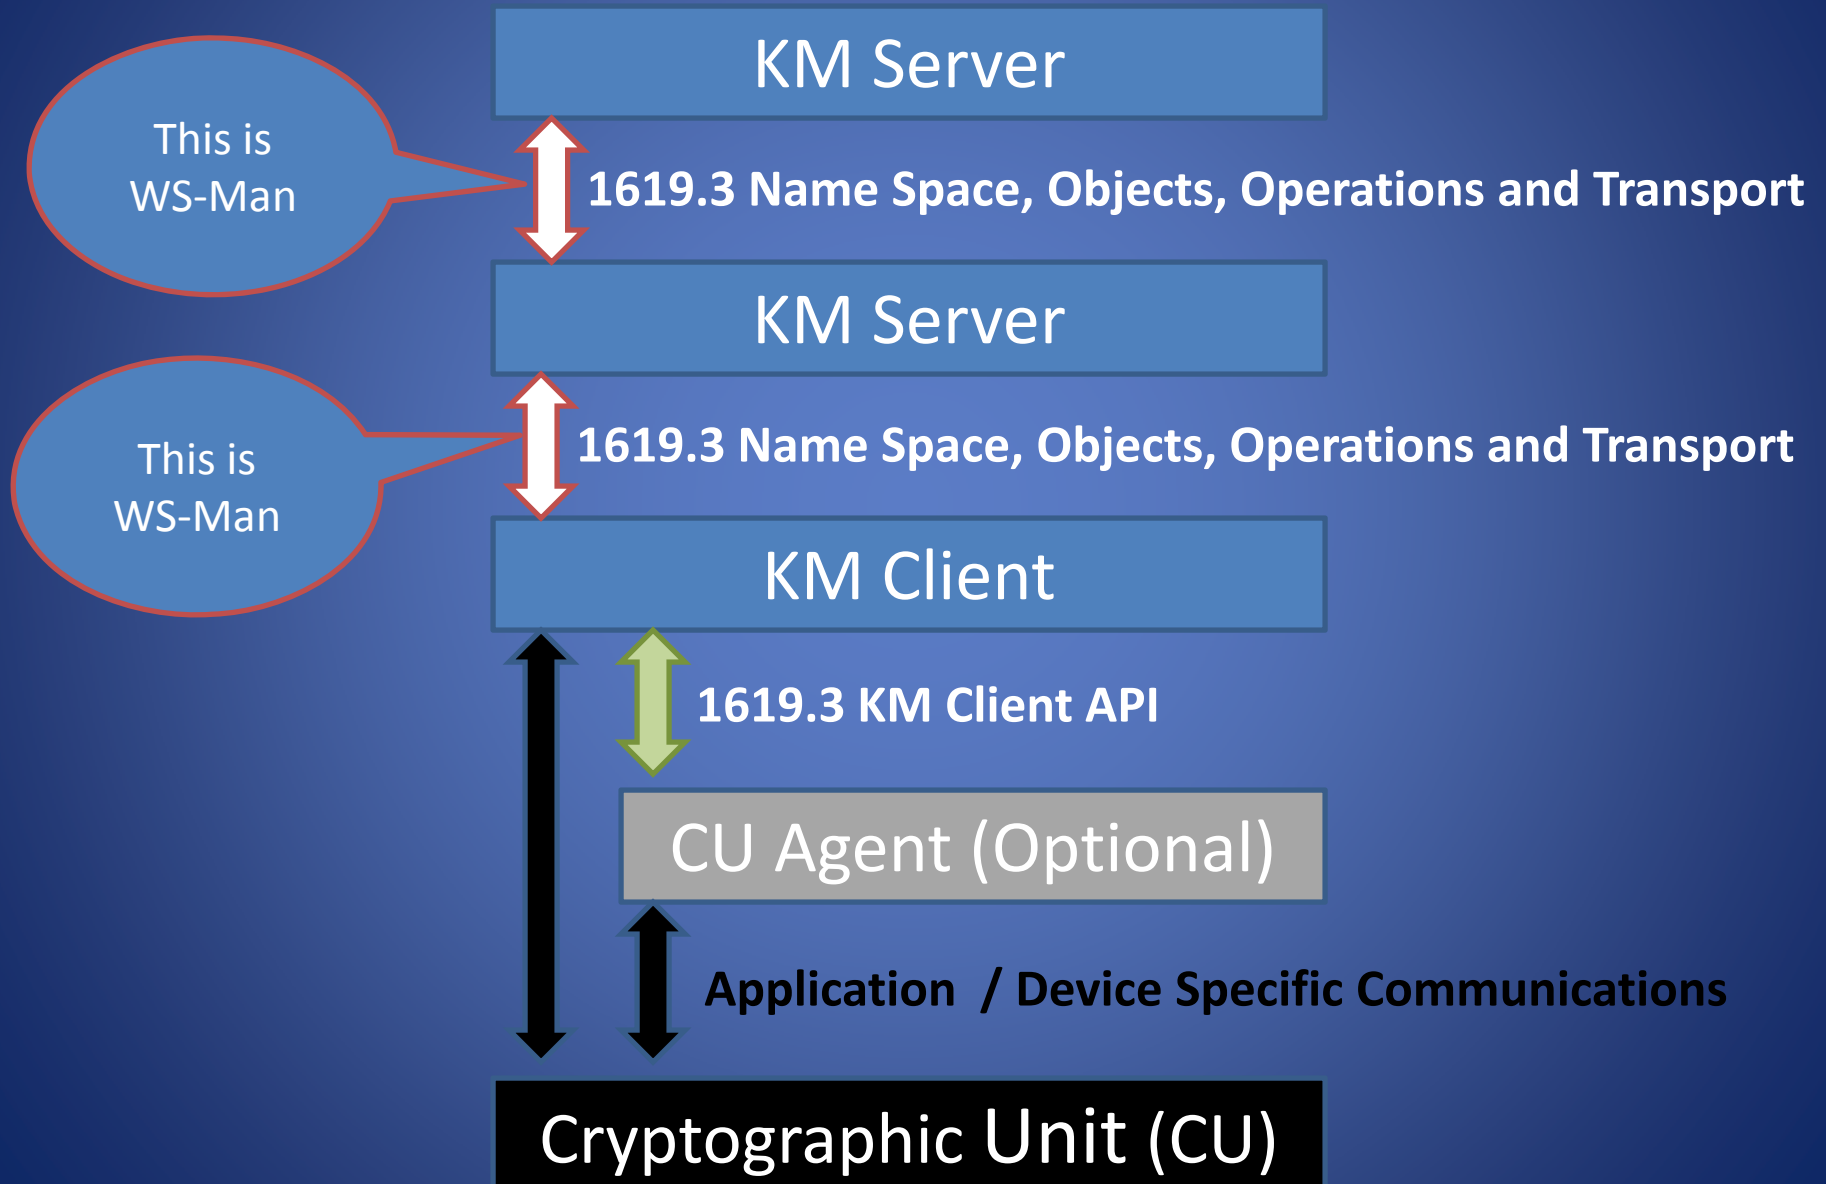 KM Server
This is
WS-Man
1619.3 Name Space, Objects, Operations and Transport
KM Server
This is
WS-Man
1619.3 Name Space, Objects, Operations and Transport
KM Client
1619.3 KM Client API
CU Agent (Optional)
Application / Device Specific Communications
Cryptographic Unit (CU)